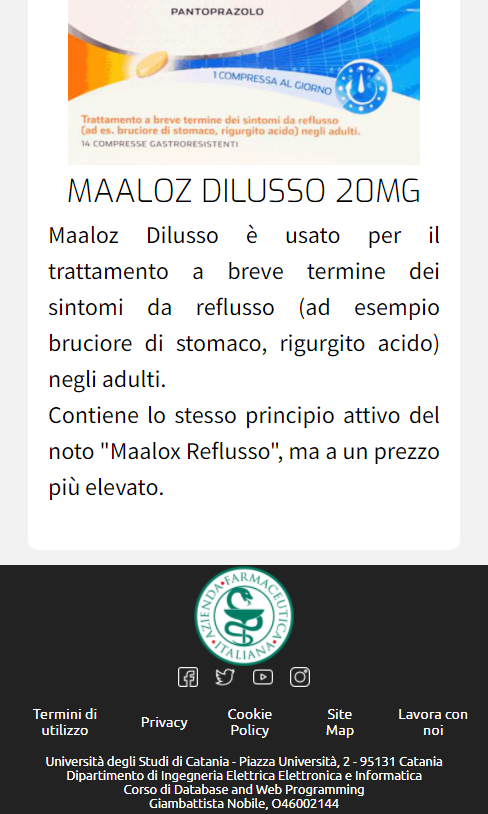 PANTOPRAZOLO
1 COMPRESSA AL GIORNO
Trattamento a breve termine dei sintomi da reflusso
(ad es. bruciore di stomaco, rigurgito acido) negli adulti.
14 COMPRESSE GASTRORESISTENTI
MAALOZ DILUSSO 20MG
Maaloz Dilusso è usato per il
trattamento a breve termine dei
sintomi da reflusso (ad esempio
bruciore di stomaco, rigurgito acido)
negli adulti.
Contiene lo stesso principio attivo del
noto "Maalox Reflusso", ma a un prezzo
più elevato.
AZIENDA FARMACEUTICA ITALIANA
Termini di utilizzo
Privacy
Cookie Policy
Site Map
Lavora con noi
Università degli Studi di Catania - Piazza Università, 2 - 95131 Catania
Dipartimento di Ingegneria Elettrica Elettronica e Informatica
Corso di Database and Web Programming
Giambattista Nobile, O46002144